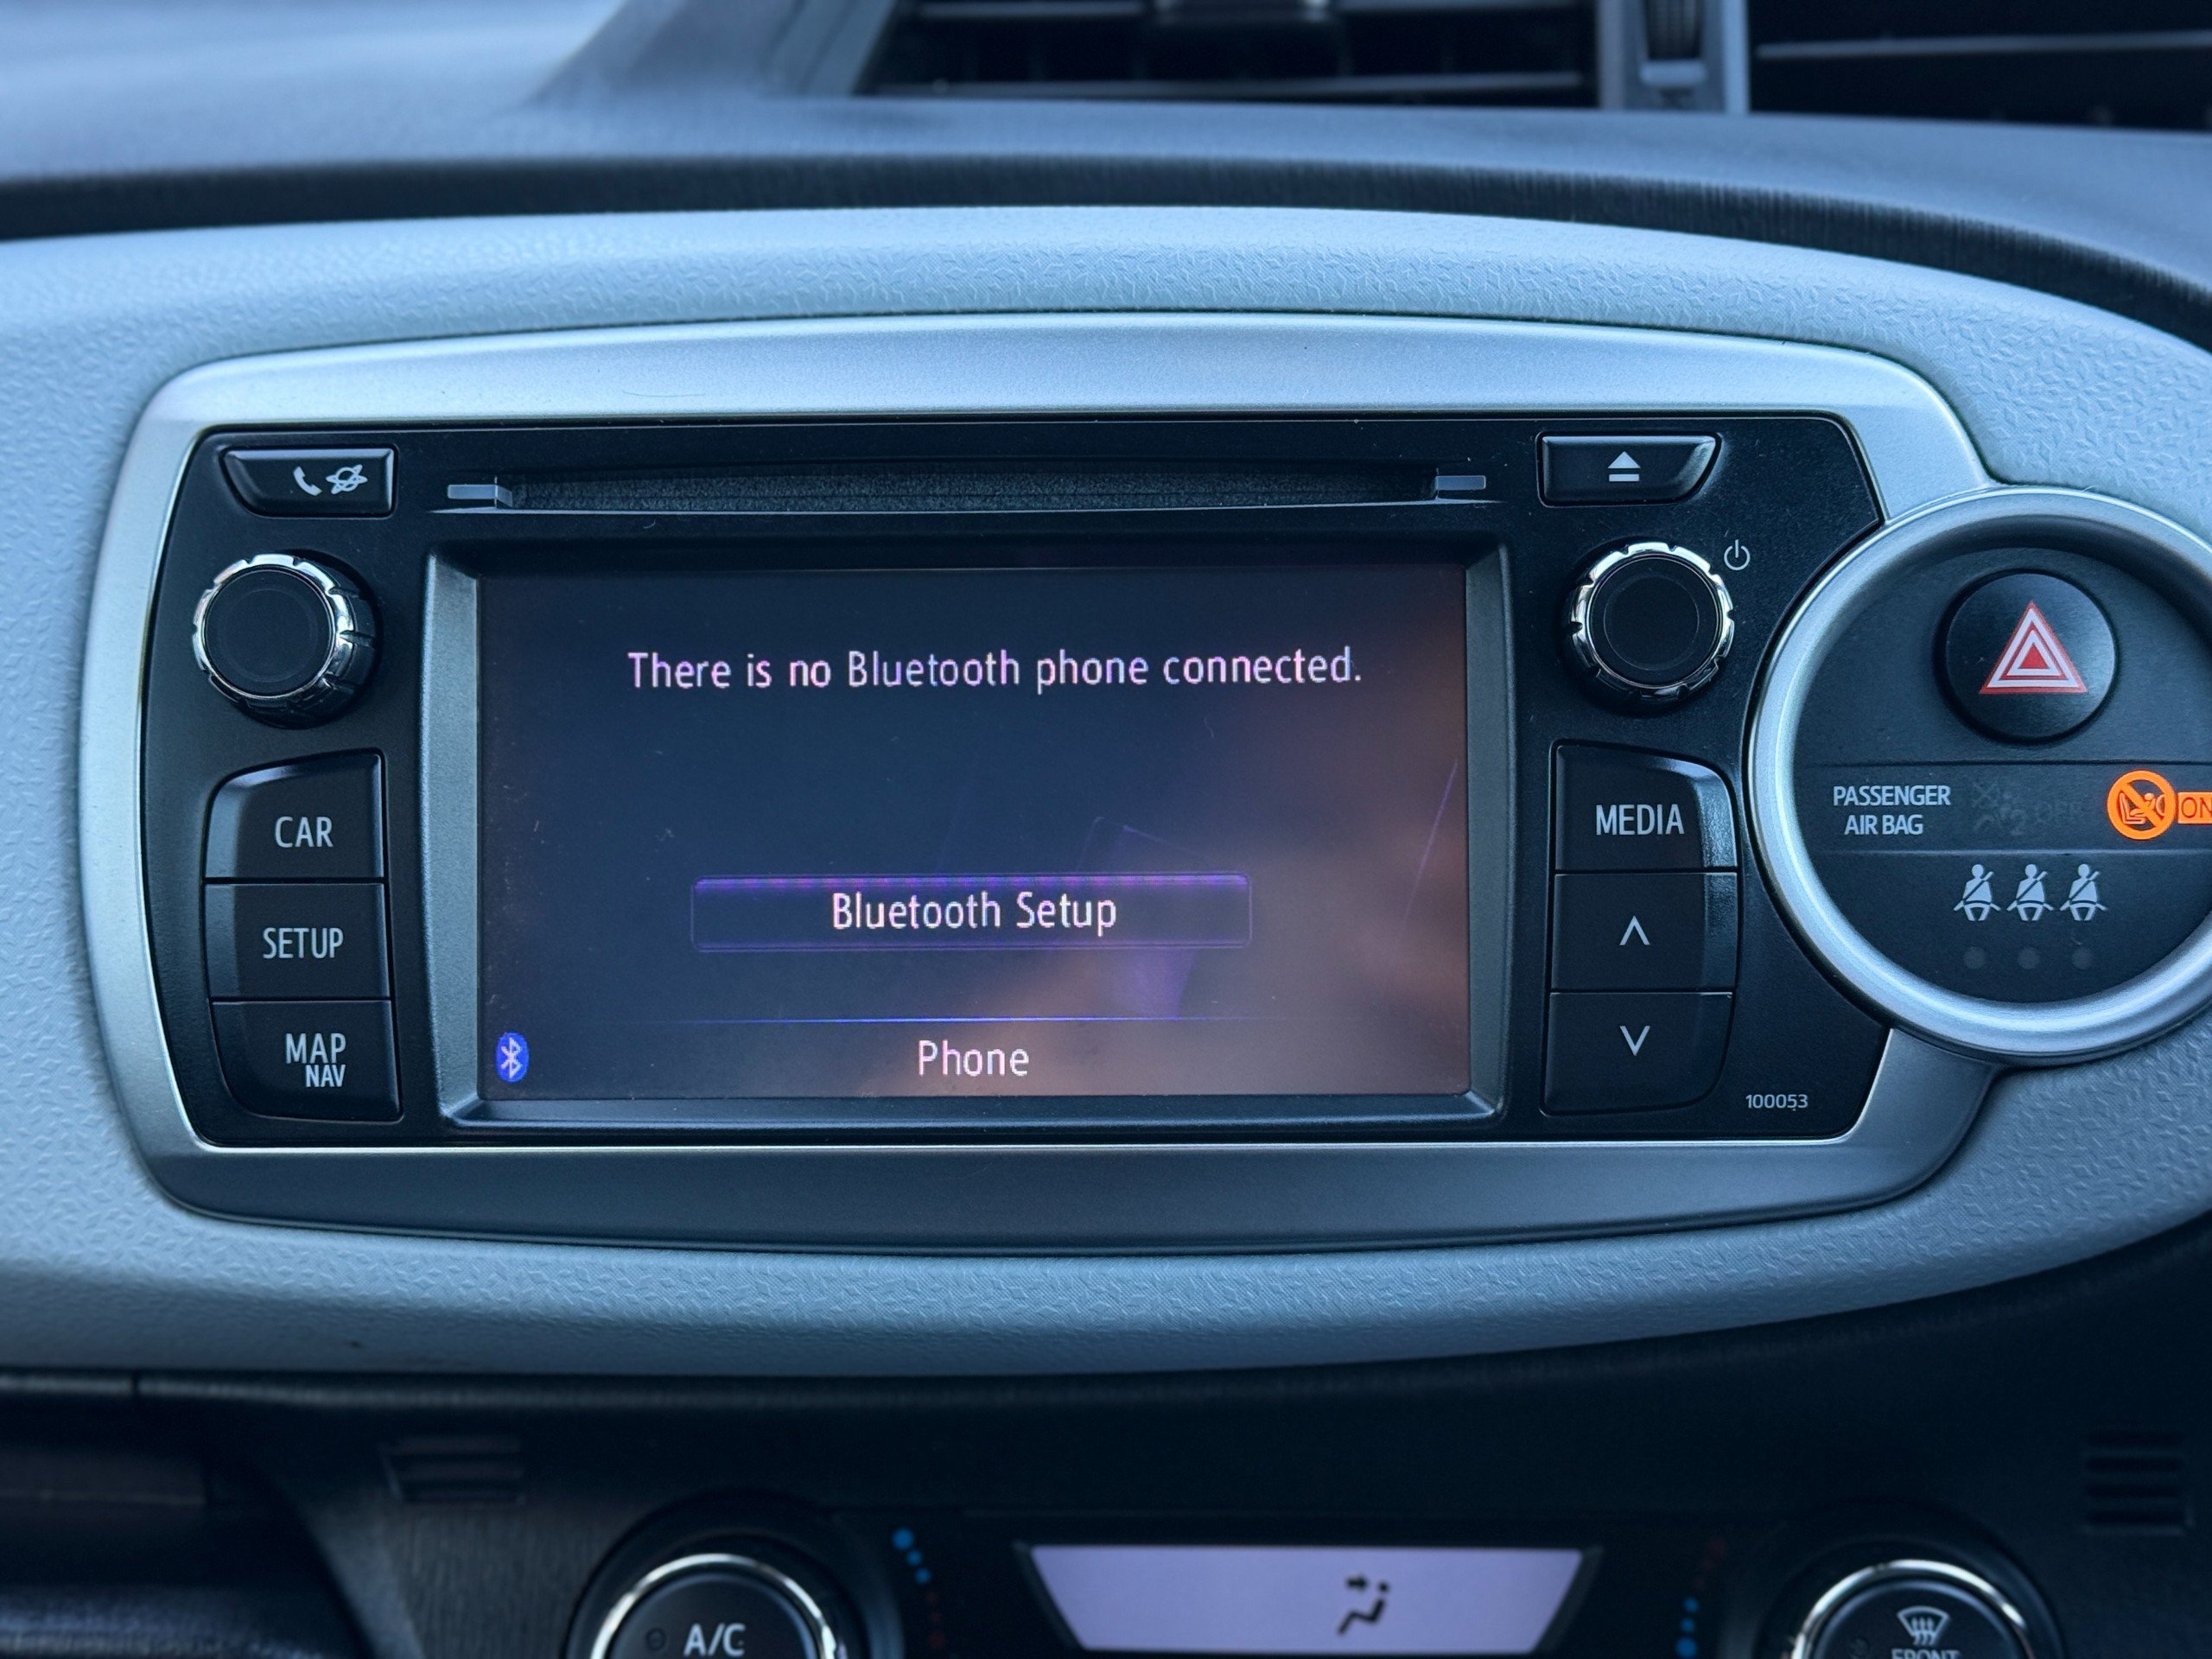 There is no Bluetooth phone connected.
CAR
MEDIA
PASSENGER
AIR BAG
ON
Bluetooth Setup
SETUP
MAP
NAV
Phone
100053
A/C
FRONT